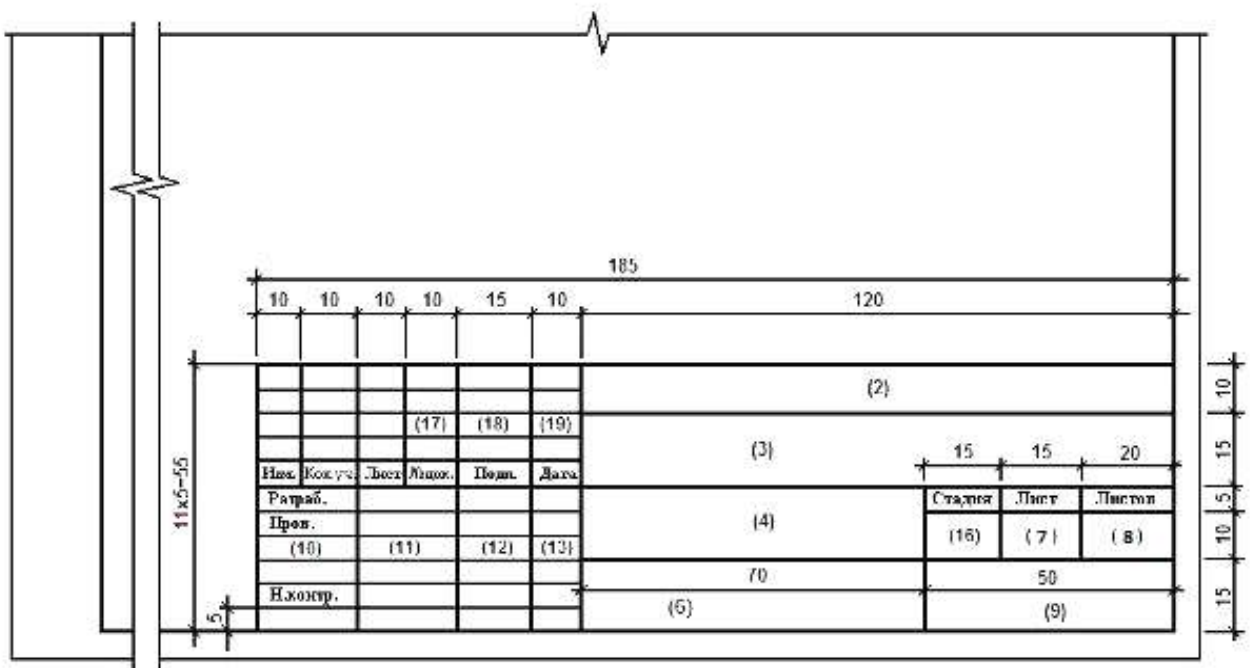 185
10 10 10 10 15 10 120
(2) 10
(17) (18) (19) (3) 15 15 20 15
Изм. Кол.уч. Лист №док. Подп. Дата
Разраб. Стадия Лист Листов 5
Пров. (4) (16) (7) (8) 10
(10) (11) (12) (13)
11x5=55
70 50
Н.контр. 15
5 (6) (9)